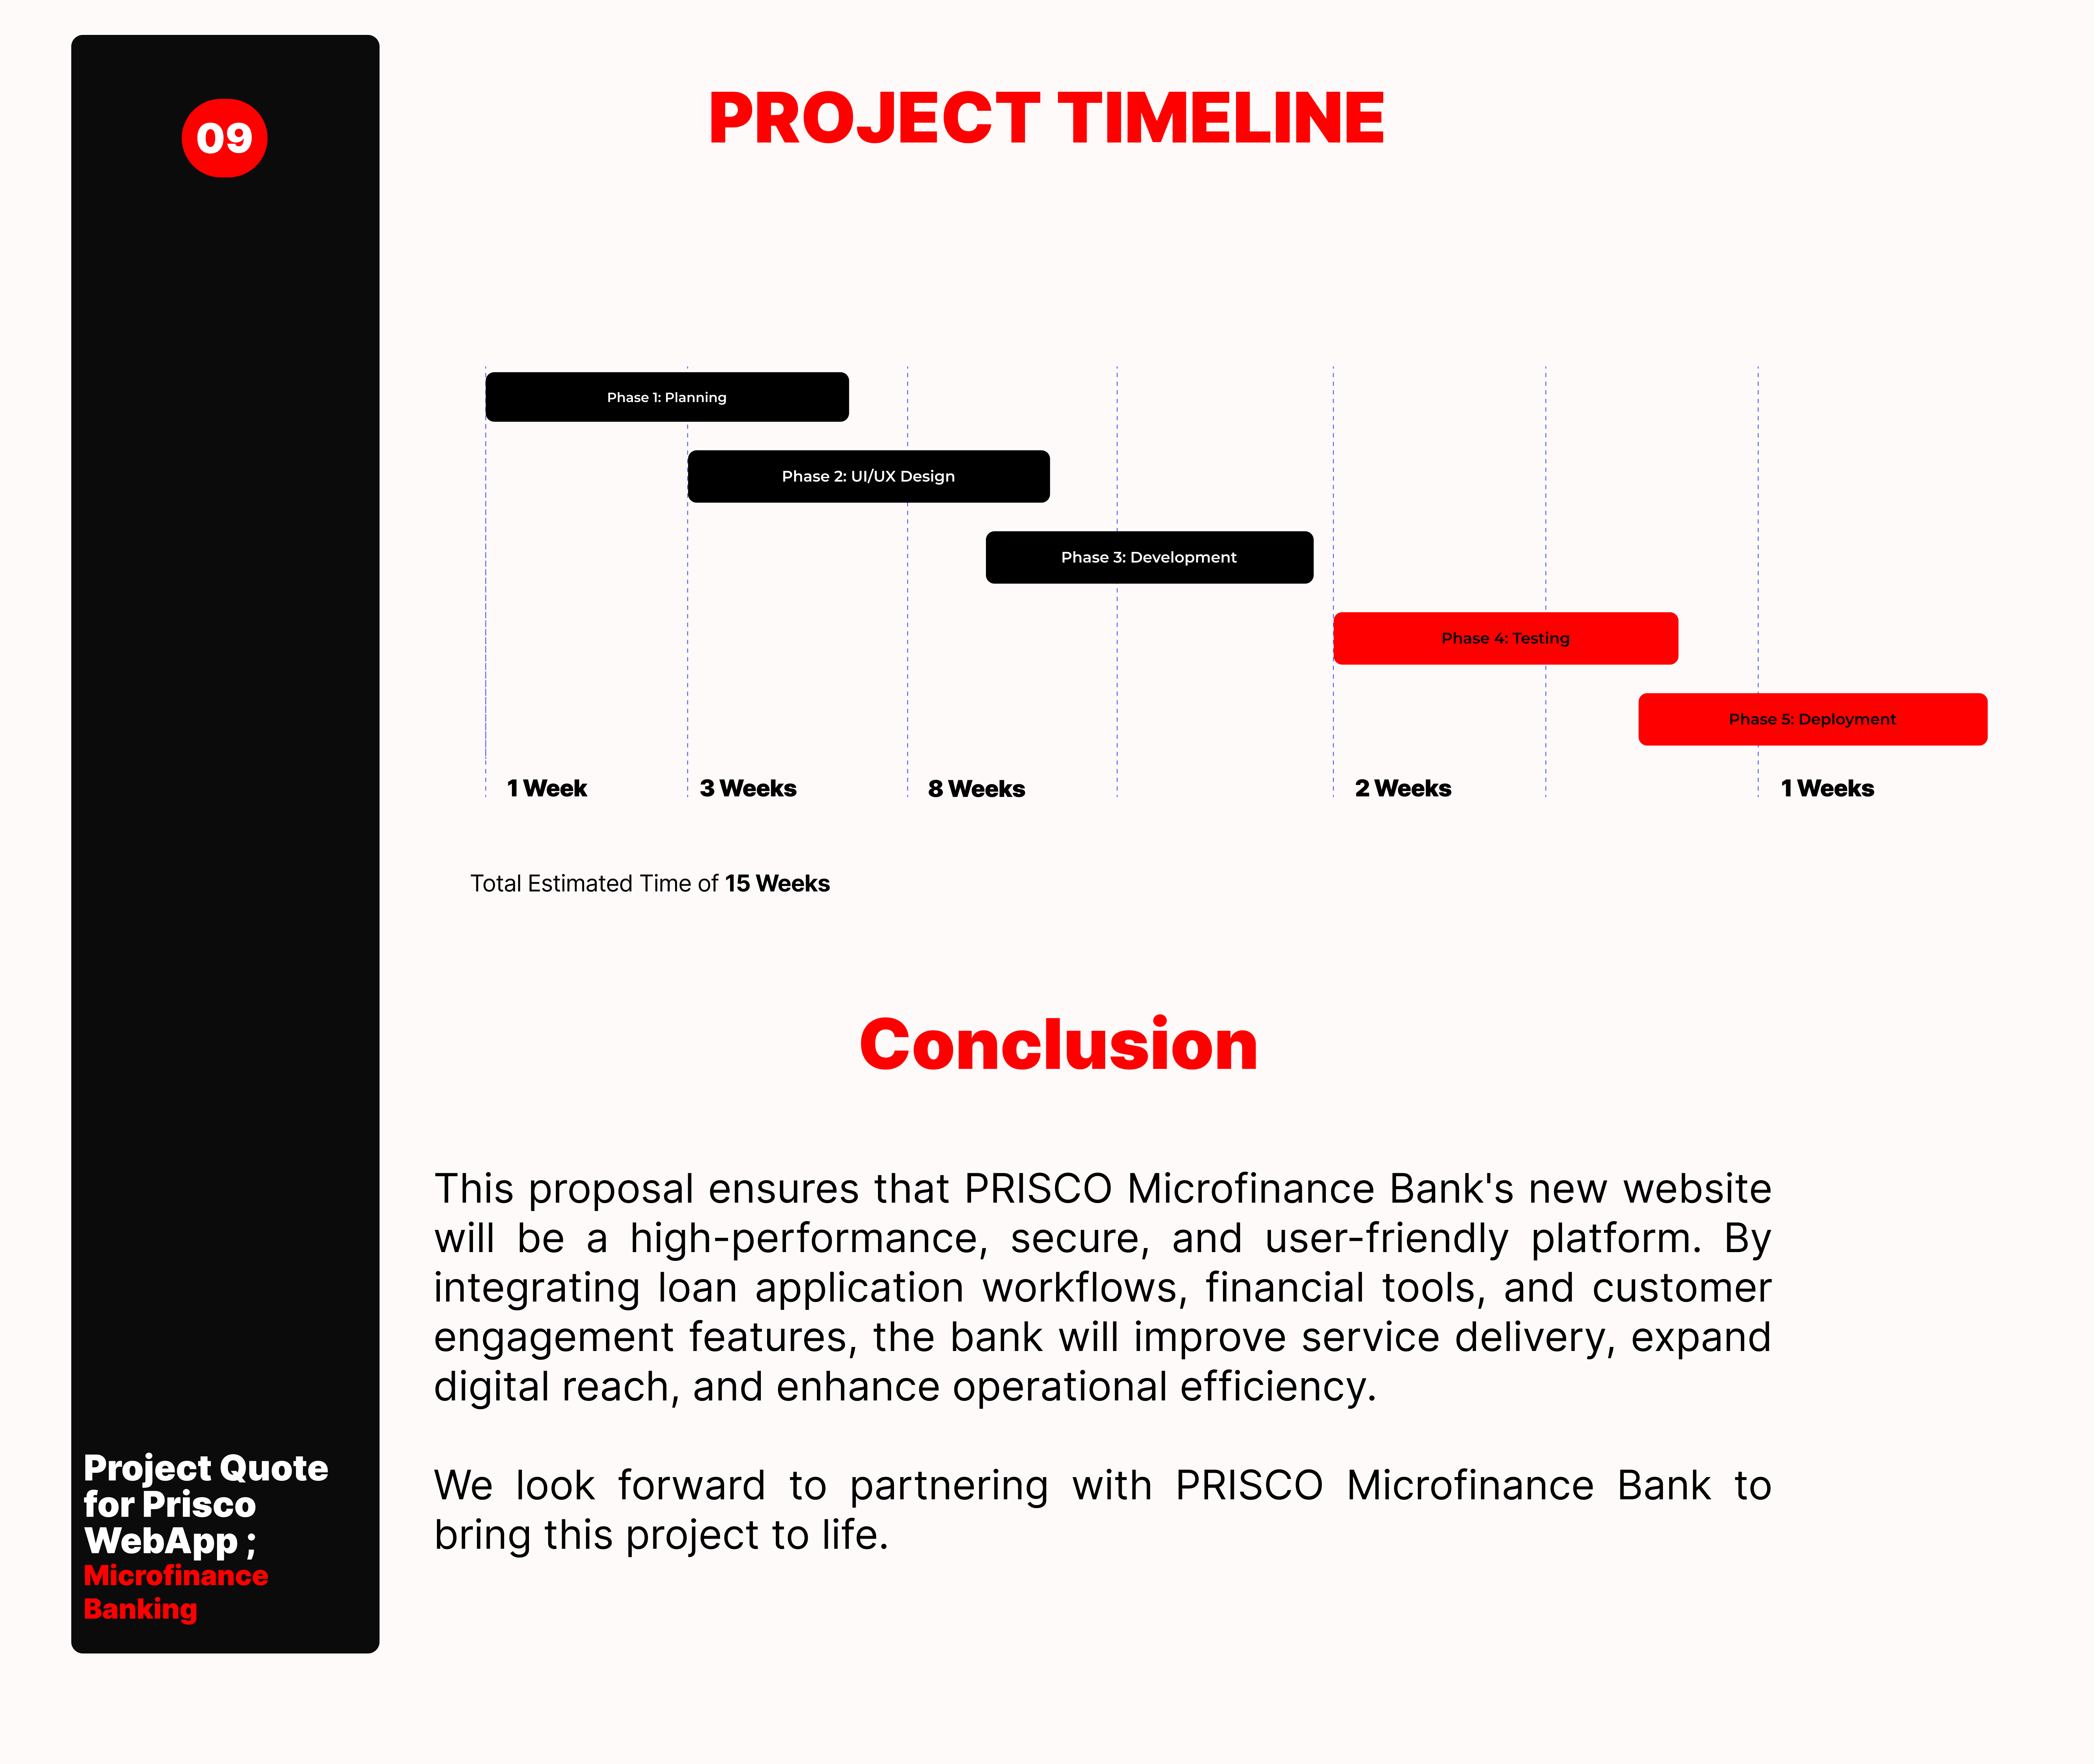 09
PROJECT TIMELINE
Phase 1: Planning
Phase 2: UI/UX Design
Phase 3: Development
Phase 4: Testing
Phase 5: Deployment
1 Week 3 Weeks 8 Weeks 2 Weeks 1 Weeks
Total Estimated Time of 15 Weeks
Conclusion
This proposal ensures that PRISCO Microfinance Bank's new website
will be a high-performance, secure, and user-friendly platform. By
integrating loan application workflows, financial tools, and customer
engagement features, the bank will improve service delivery, expand
digital reach, and enhance operational efficiency.
We look forward to partnering with PRISCO Microfinance Bank to
bring this project to life.
Project Quote
for Prisco
WebApp ;
Microfinance
Banking